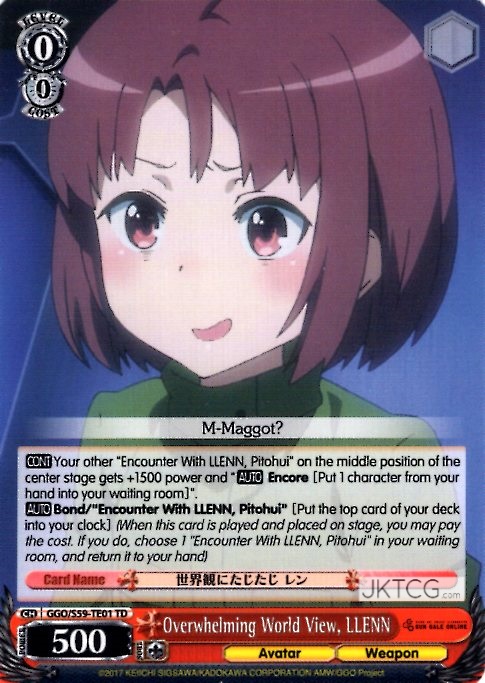 LEVEL
0
0
COST
M-Maggot?
CONT Your other "Encounter With LLENN, Pitohui" on the middle position of the
center stage gets +1500 power and "AUTO Encore [Put 1 character from your
hand into your waiting room]".
AUTO Bond/"Encounter With LLENN, Pitohui" [Put the top card of your deck
into your clock] (When this card is played and placed on stage, you may pay
the cost. If you do, choose 1 "Encounter With LLENN, Pitohui" in your waiting
room, and return it to your hand)
Card Name
世界観にたじたじ レン
JKTCG.com
GGO/S59-TE01 TD
Overwhelming World View, LLENN
POWER
500
SOUL
Avatar
Weapon
©2017 KEIICHI SIGSAWA/KADOKAWA CORPORATION AMW/GGO Project